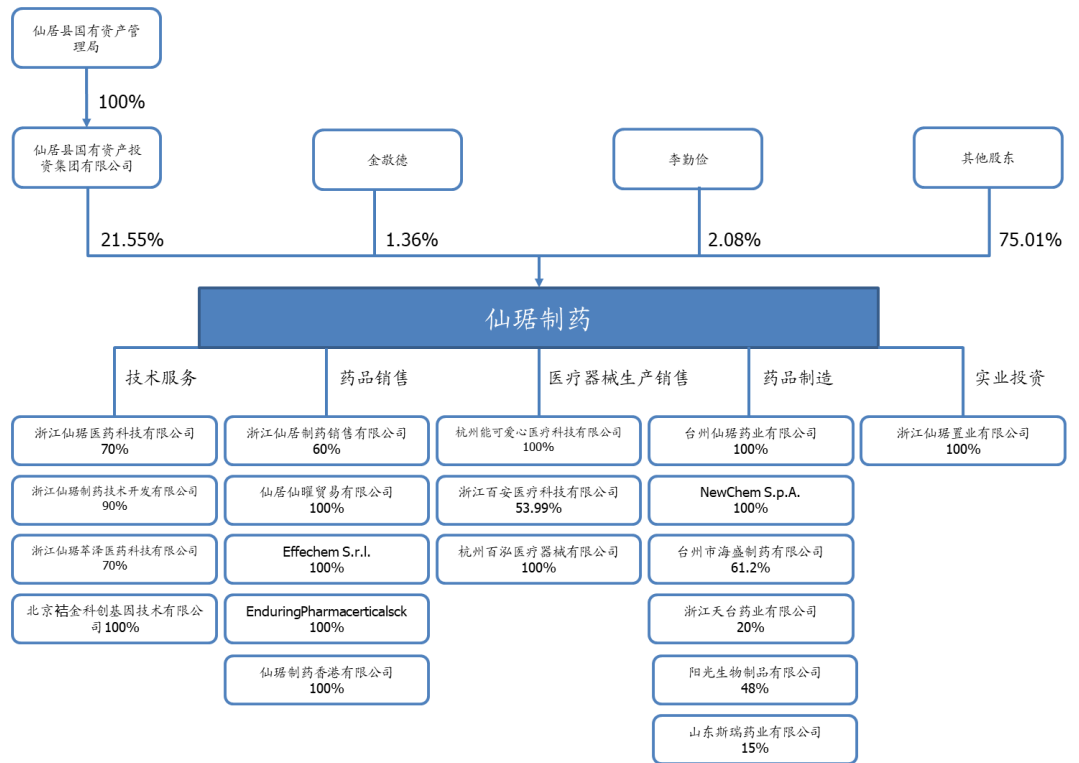 仙居县国有资产管
理局
100%
仙居县国有资产投
资集团有限公司
金敬德
李勤俭
其他股东
21.55%
1.36%
2.08%
75.01%
仙琚制药
技术服务
药品销售
医疗器械生产销售
药品制造
实业投资
浙江仙琚医药科技有限公司
70%
浙江仙居制药销售有限公司
60%
杭州能可爱心医疗科技有限公司
100%
台州仙琚药业有限公司
100%
浙江仙琚置业有限公司
100%
浙江仙琚制药技术开发有限公司
90%
仙居仙曜贸易有限公司
100%
浙江百安医疗科技有限公司
53.99%
NewChem S.p.A.
100%
浙江仙琚萃泽医药科技有限公司
70%
Effechem S.r.l.
100%
杭州百泓医疗器械有限公司
100%
台州市海盛制药有限公司
61.2%
北京袺金科创基因技术有限公
司100%
EnduringPharmacerticalsck
100%
浙江天台药业有限公司
20%
仙琚制药香港有限公司
100%
阳光生物制品有限公司
48%
山东斯瑞药业有限公司
15%